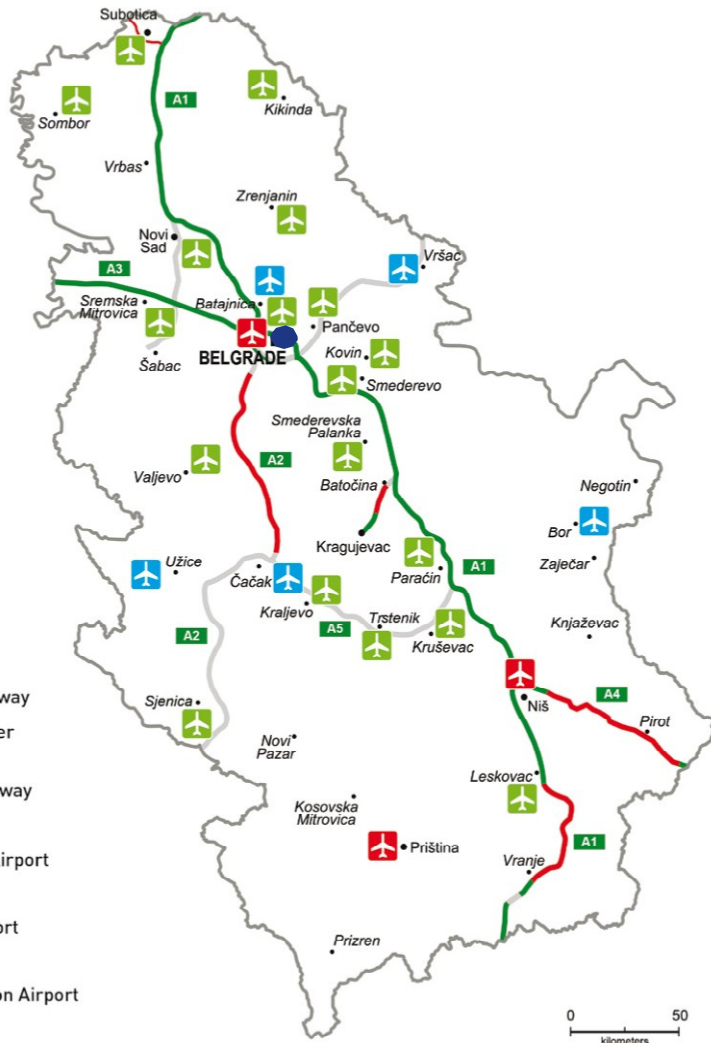 Subotica
A1
Kikinda
Sombor
Vrbas
Zrenjanin
Novi
Sad
Vršac
A3
Sremska
Mitrovica
Batajnica
Pančevo
Šabac
BELGRADE
Kovin
Smederevo
Smederevska
Palanka
A2
Valjevo
Batočina
Negotin
Bor
Kragujevac
Zaječar
Užice
Čačak
Paraćin
A1
Kraljevo
Trstenik
A5
Kruševac
Knjaževac
A2
Sjenica
Niš
A4
Pirot
Novi
Pazar
Leskovac
Kosovska
Mitrovica
Priština
A1
Vranje
Prizren
way
er
way
irport
ort
on Airport
0 50
kilometers